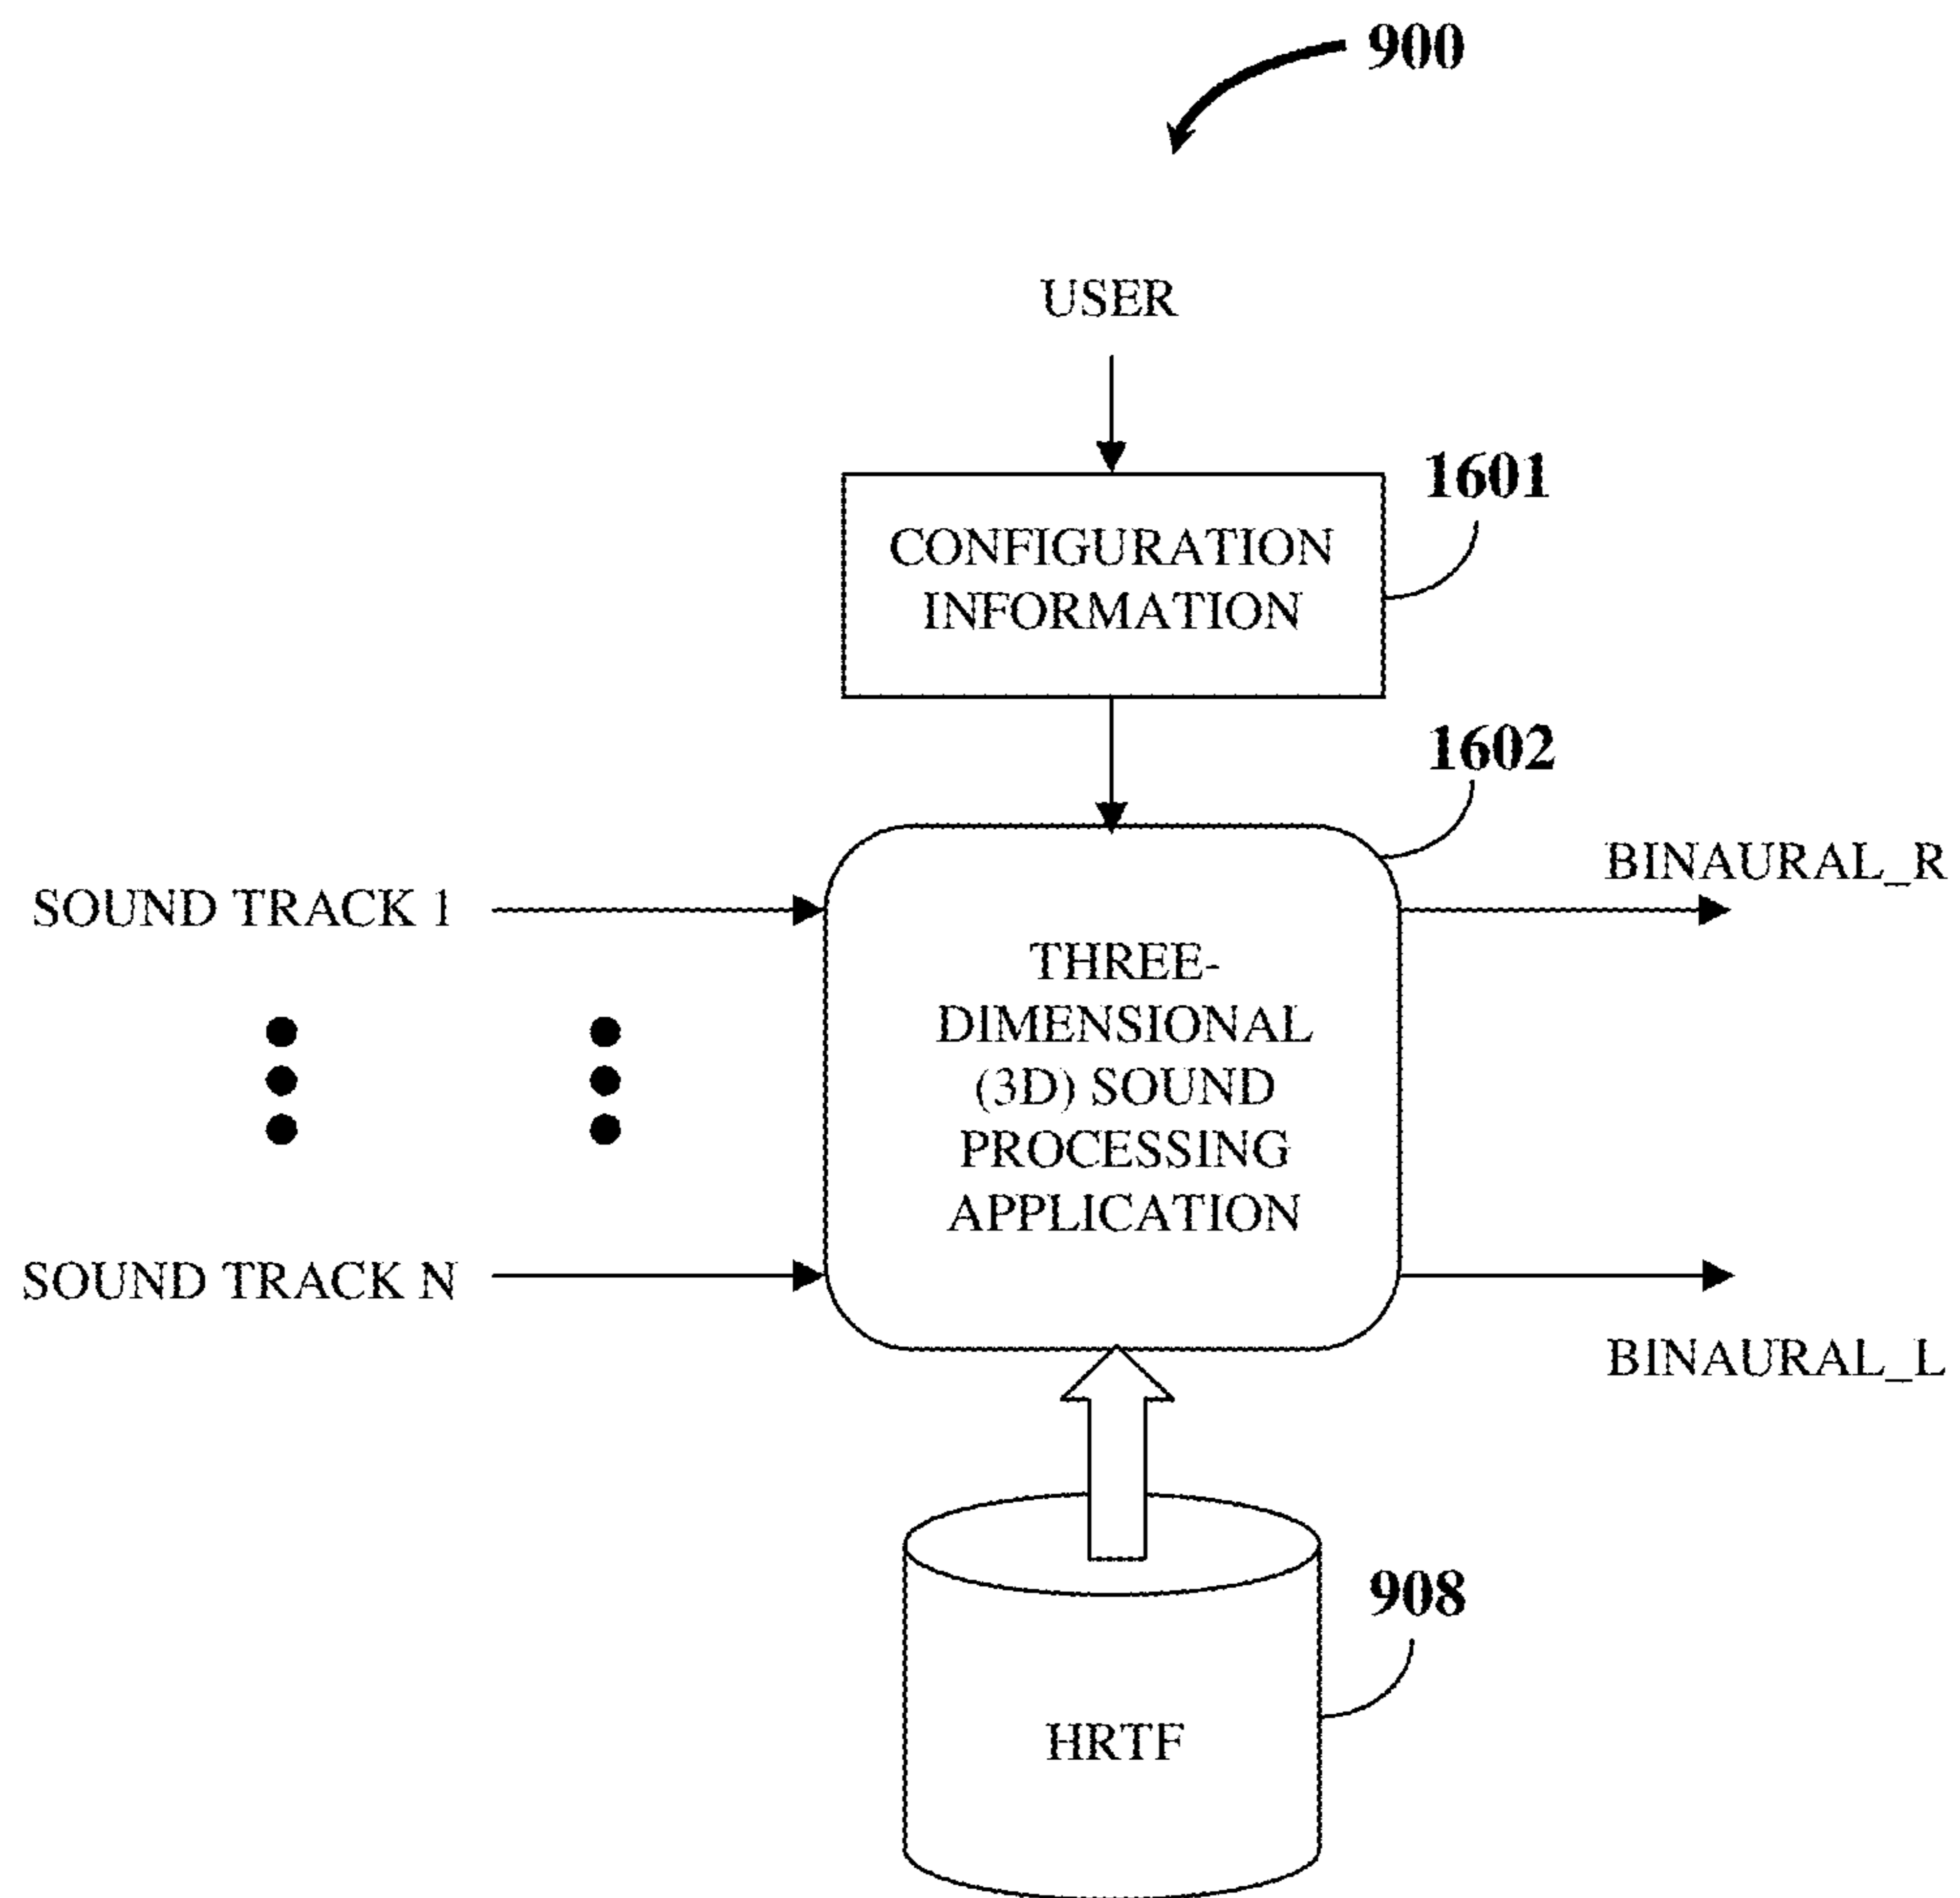 900
USER
1601
CONFIGURATION
INFORMATION
1602
BINAURAL_R
SOUND TRACK 1
THREE-
DIMENSIONAL
(3D) SOUND
PROCESSING
APPLICATION
SOUND TRACK N
BINAURAL_L
908
HRTF